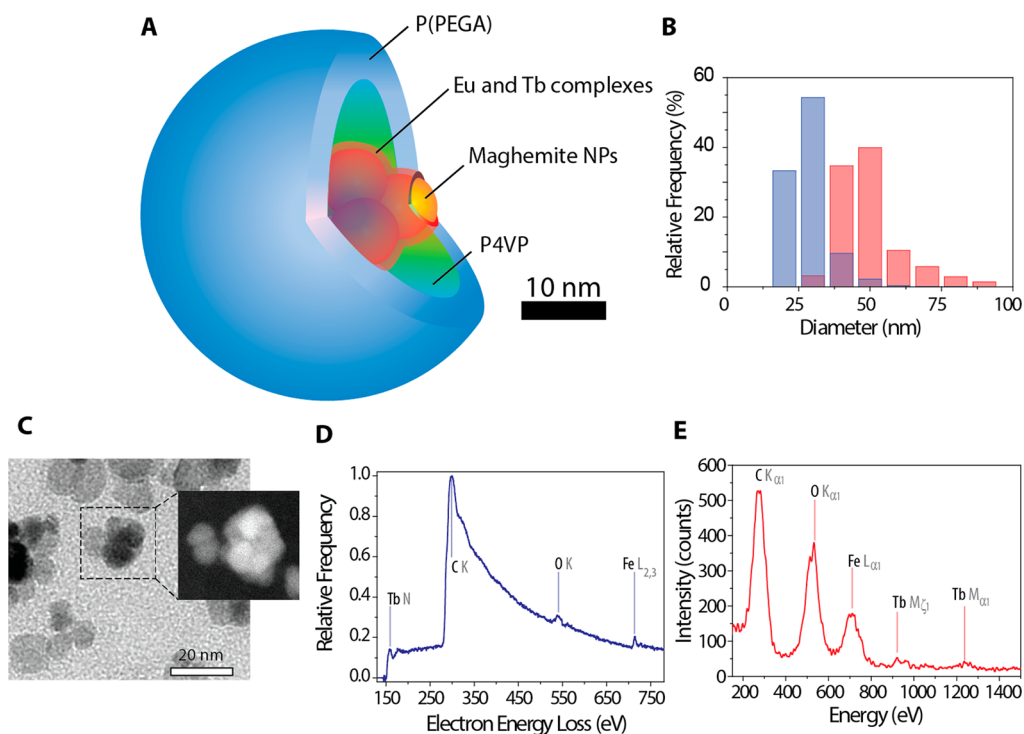 A
P(PEGA)
Eu and Tb complexes
Maghemite NPs
P4VP
10 nm
B
Relative Frequency (%)
60
40
20
0
0 25 50 75 100
Diameter (nm)
C
20 nm
D
Relative Frequency
1.0
0.8
0.6
0.4
0.2
0.0
Tb N
C K
O K
Fe L2,3
150 250 350 450 550 650 750
Electron Energy Loss (eV)
E
Intensity (counts)
600
500
400
300
200
100
0
C Kα1
O Kα1
Fe Lα1
Tb Mζ1
Tb Mα1
200 400 600 800 1000 1200 1400
Energy (eV)